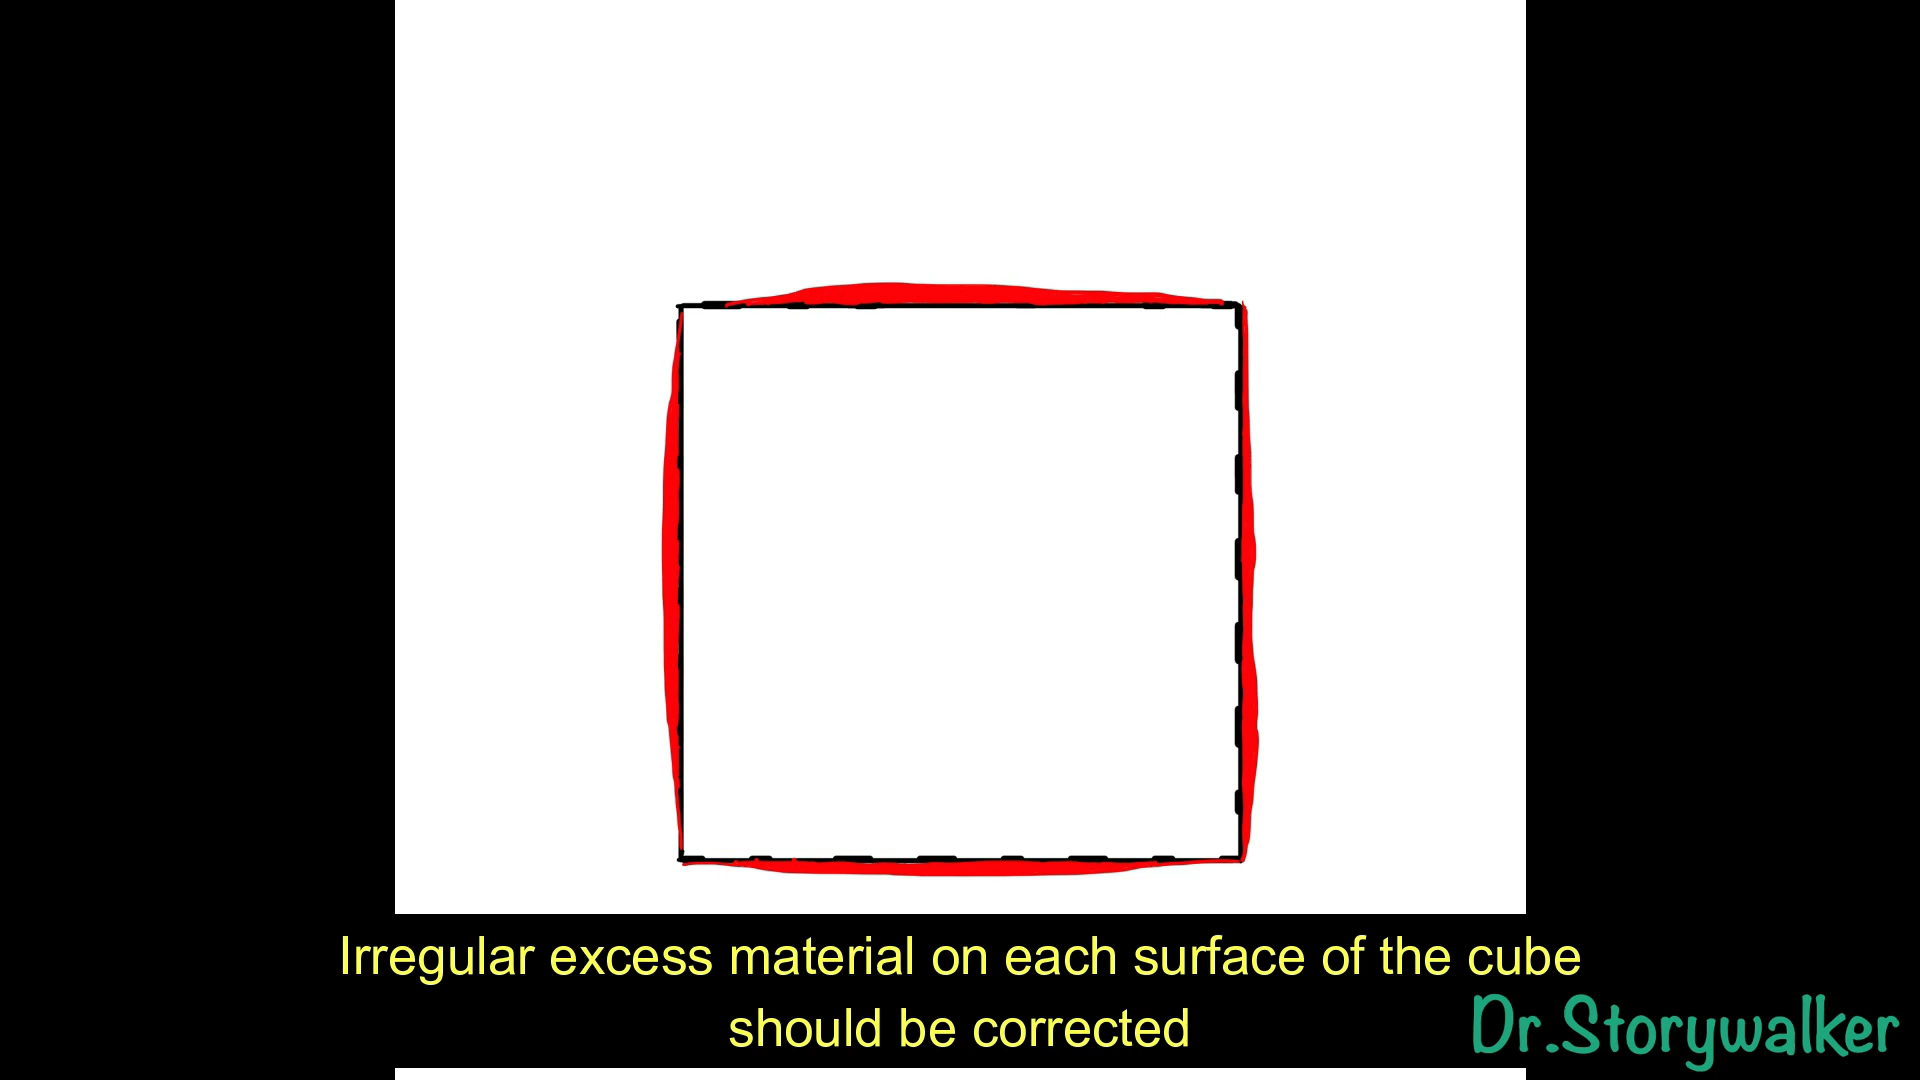 Irregular excess material on each surface of the cube
should be corrected
Dr.Storywalker